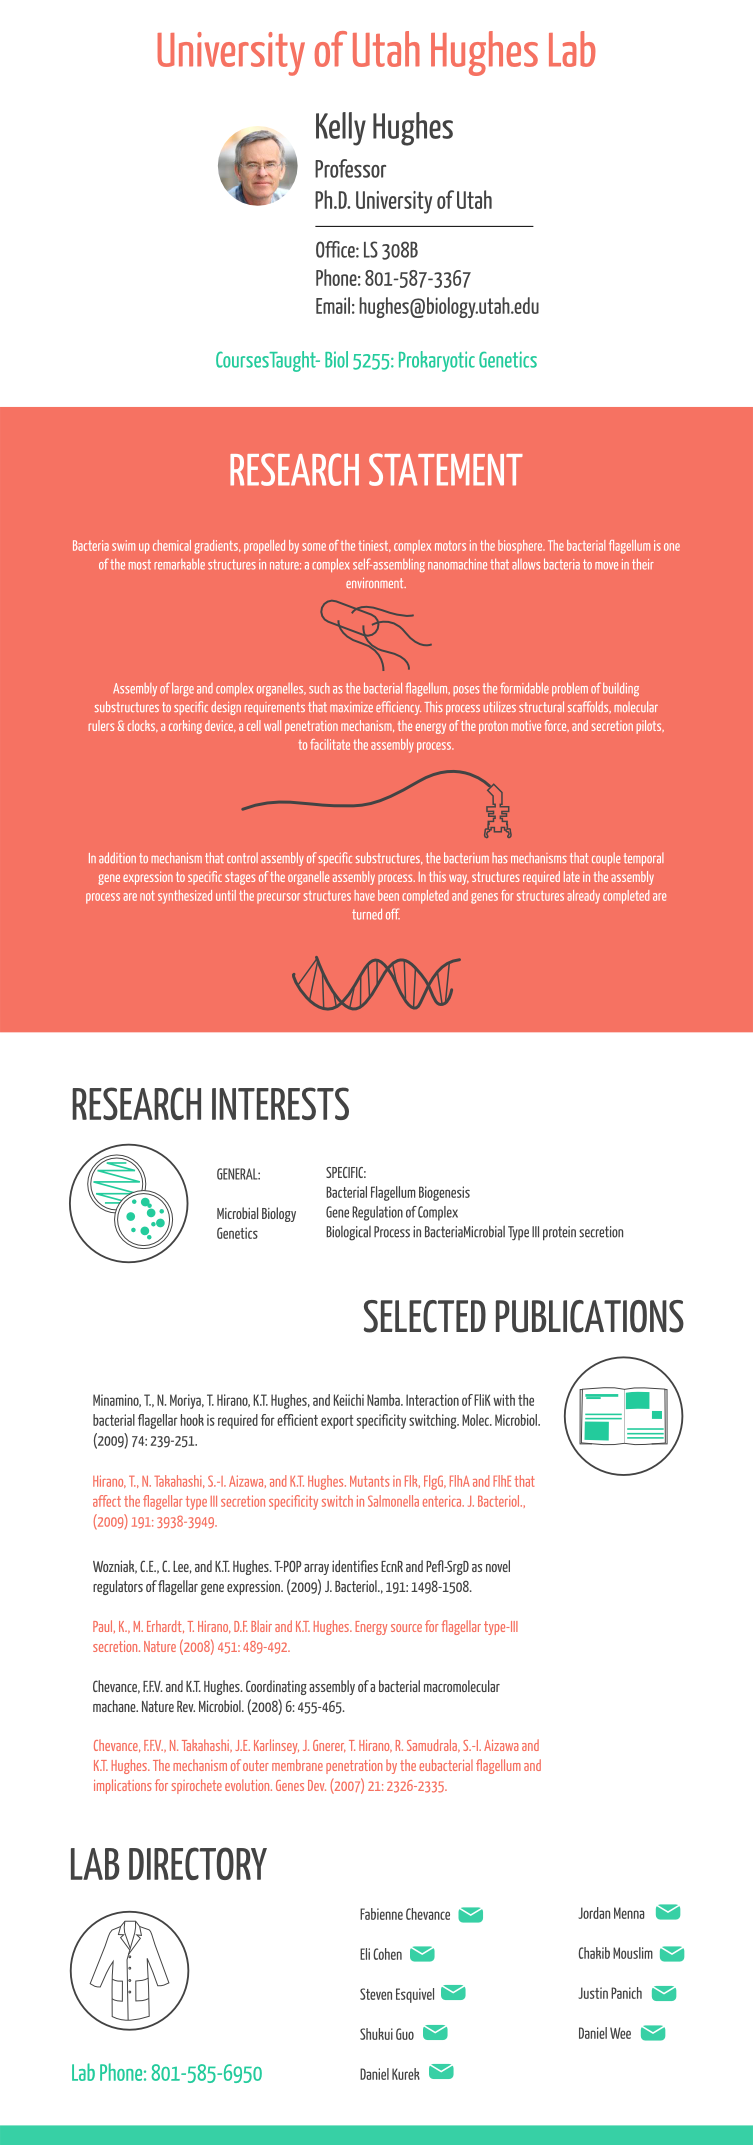 University of Utah Hughes Lab
Kelly Hughes
Professor
Ph.D. University of Utah
Office: LS 308B
Phone: 801-587-3367
Email: hughes@biology.utah.edu
CoursesTaught- Biol 5255: Prokaryotic Genetics
RESEARCH STATEMENT
Bacteria swim up chemical gradients, propelled by some of the tiniest, complex motors in the biosphere. The bacterial flagellum is one
of the most remarkable structures in nature: a complex self-assembling nanomachine that allows bacteria to move in their
environment.
Assembly of large and complex organelles, such as the bacterial flagellum, poses the formidable problem of building
substructures to specific design requirements that maximize efficiency. This process utilizes structural scaffolds, molecular
rulers & clocks, a corking device, a cell wall penetration mechanism, the energy of the proton motive force, and secretion pilots,
to facilitate the assembly process.
In addition to mechanism that control assembly of specific substructures, the bacterium has mechanisms that couple temporal
gene expression to specific stages of the organelle assembly process. In this way, structures required late in the assembly
process are not synthesized until the precursor structures have been completed and genes for structures already completed are
turned off.
RESEARCH INTERESTS
GENERAL:
Microbial Biology
Genetics
SPECIFIC:
Bacterial Flagellum Biogenesis
Gene Regulation of Complex
Biological Process in BacteriaMicrobial Type III protein secretion
SELECTED PUBLICATIONS
Minamino, T., N. Moriya, T. Hirano, K.T. Hughes, and Keiichi Namba. Interaction of FliK with the
bacterial flagellar hook is required for efficient export specificity switching. Molec. Microbiol.
(2009) 74: 239-251.
Hirano, T., N. Takahashi, S.-I. Aizawa, and K.T. Hughes. Mutants in Flk, FlgG, FlhA and FlhE that
affect the flagellar type III secretion specificity switch in Salmonella enterica. J. Bacteriol.,
(2009) 191: 3938-3949.
Wozniak, C.E., C. Lee, and K.T. Hughes. T-POP array identifies EcnR and PefI-SrgD as novel
regulators of flagellar gene expression. (2009) J. Bacteriol., 191: 1498-1508.
Paul, K., M. Erhardt, T. Hirano, D.F. Blair and K.T. Hughes. Energy source for flagellar type-III
secretion. Nature (2008) 451: 489-492.
Chevance, F.F.V. and K.T. Hughes. Coordinating assembly of a bacterial macromolecular
machane. Nature Rev. Microbiol. (2008) 6: 455-465.
Chevance, F.F.V., N. Takahashi, J.E. Karlinsey, J. Gnerer, T. Hirano, R. Samudrala, S.-I. Aizawa and
K.T. Hughes. The mechanism of outer membrane penetration by the eubacterial flagellum and
implications for spirochete evolution. Genes Dev. (2007) 21: 2326-2335.
LAB DIRECTORY
Lab Phone: 801-585-6950
Fabienne Chevance
Eli Cohen
Steven Esquivel
Shukui Guo
Daniel Kurek
Jordan Menna
Chakib Mouslim
Justin Panich
Daniel Wee